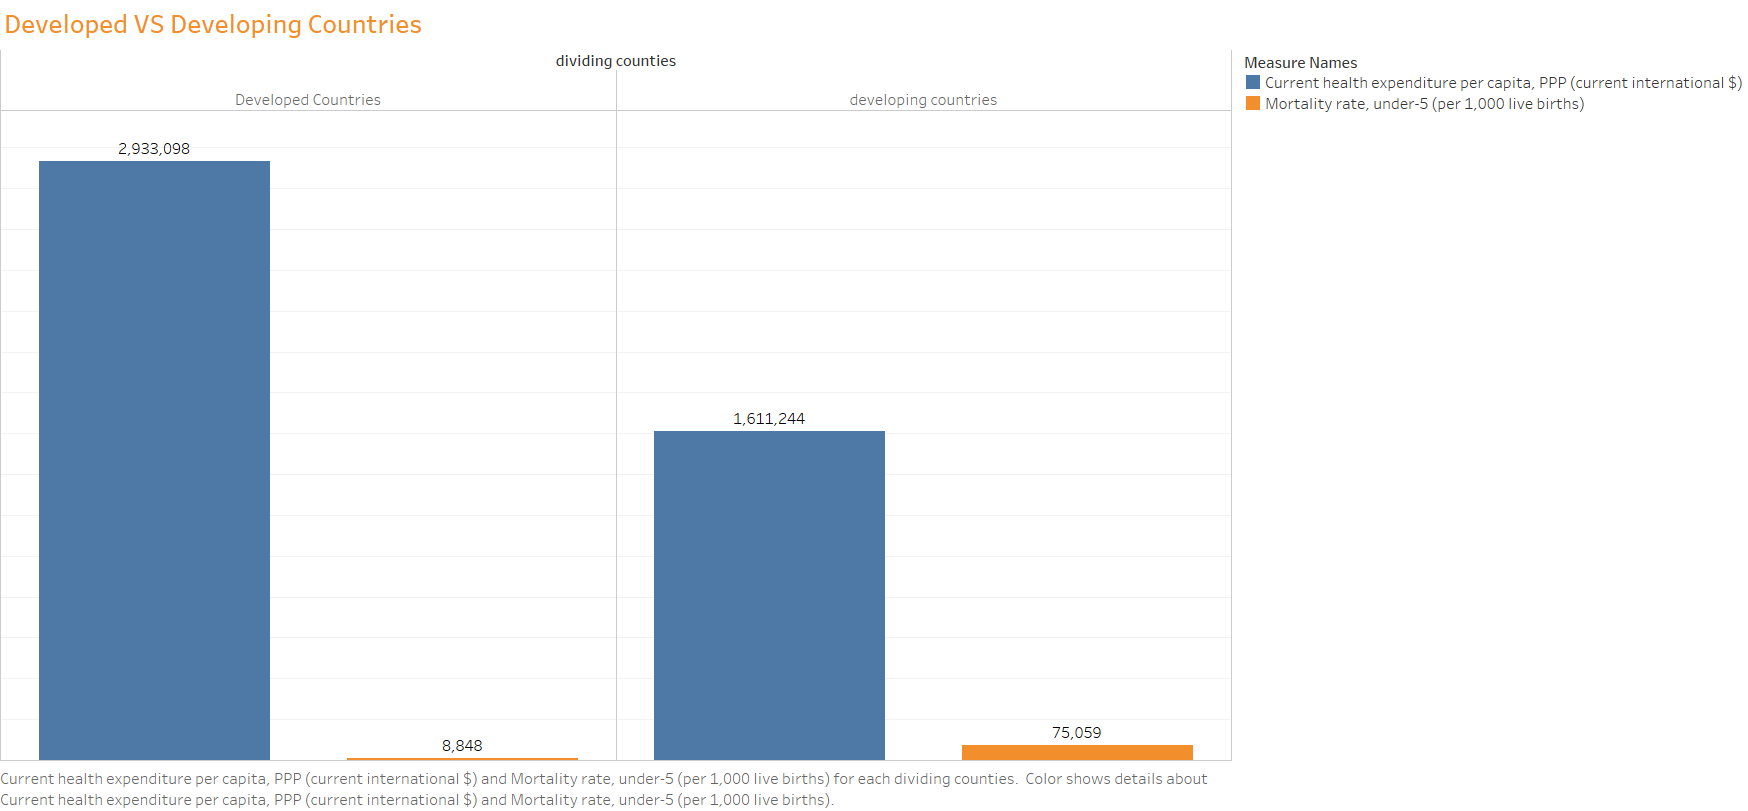 Developed VS Developing Countries
dividing counties
Developed Countries
developing countries
2,933,098
8,848
1,611,244
75,059
Measure Names
Current health expenditure per capita, PPP (current international $)
Mortality rate, under-5 (per 1,000 live births)
Current health expenditure per capita, PPP (current international $) and Mortality rate, under-5 (per 1,000 live births) for each dividing counties.  Color shows details about
Current health expenditure per capita, PPP (current international $) and Mortality rate, under-5 (per 1,000 live births).